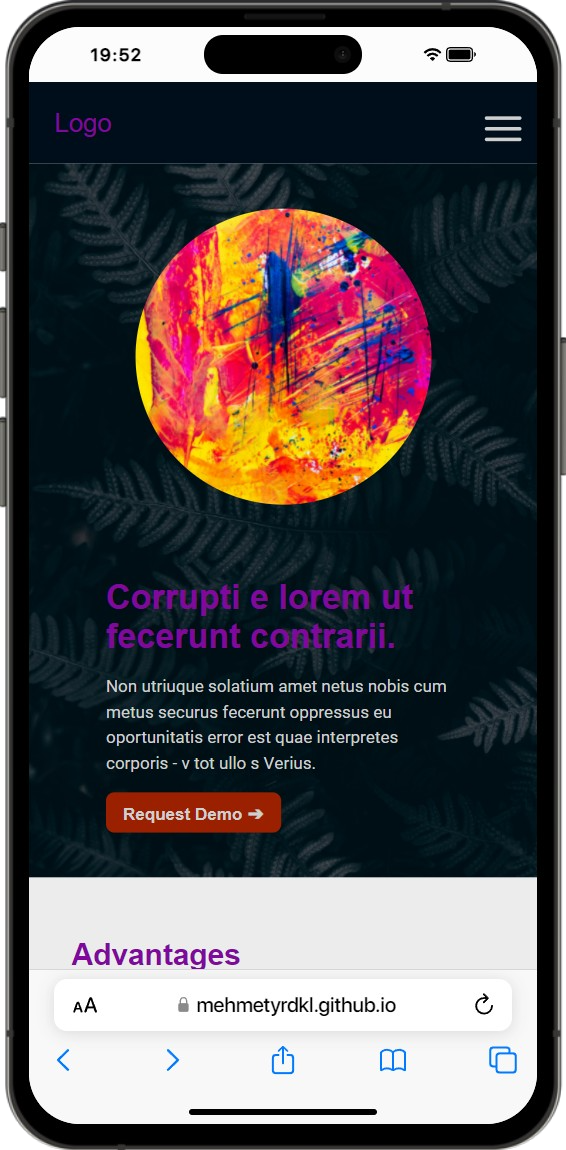 19:52
Logo
Corrupti e lorem ut
fecerunt contrarii.
Non utriuque solatium amet netus nobis cum
metus securus fecerunt oppressus eu
oportunitatis error est quae interpretes
corporis - v tot ullo s Verius.
Request Demo ➔
Advantages
AA mehmetyrdkl.github.io